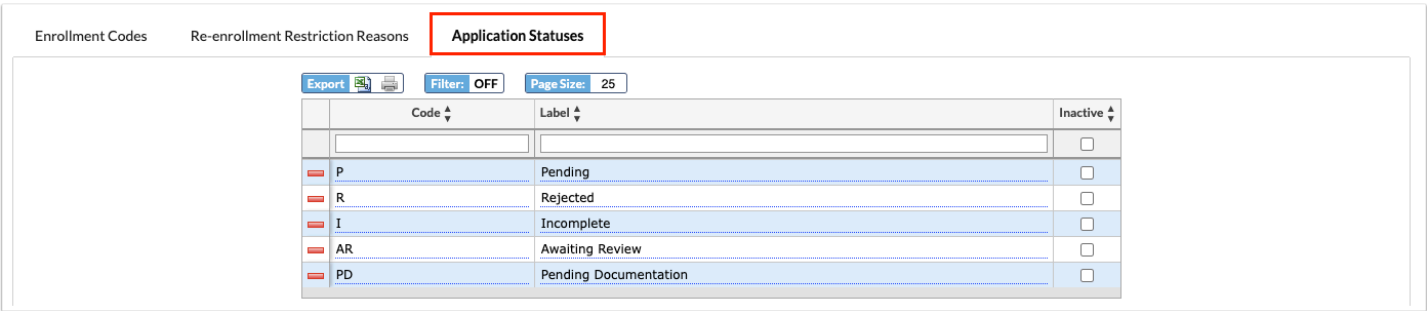 Enrollment Codes Re-enrollment Restriction Reasons Application Statuses
Export Filter: OFF Page Size: 25
Code Label Inactive
P Pending
R Rejected
I Incomplete
AR Awaiting Review
PD Pending Documentation